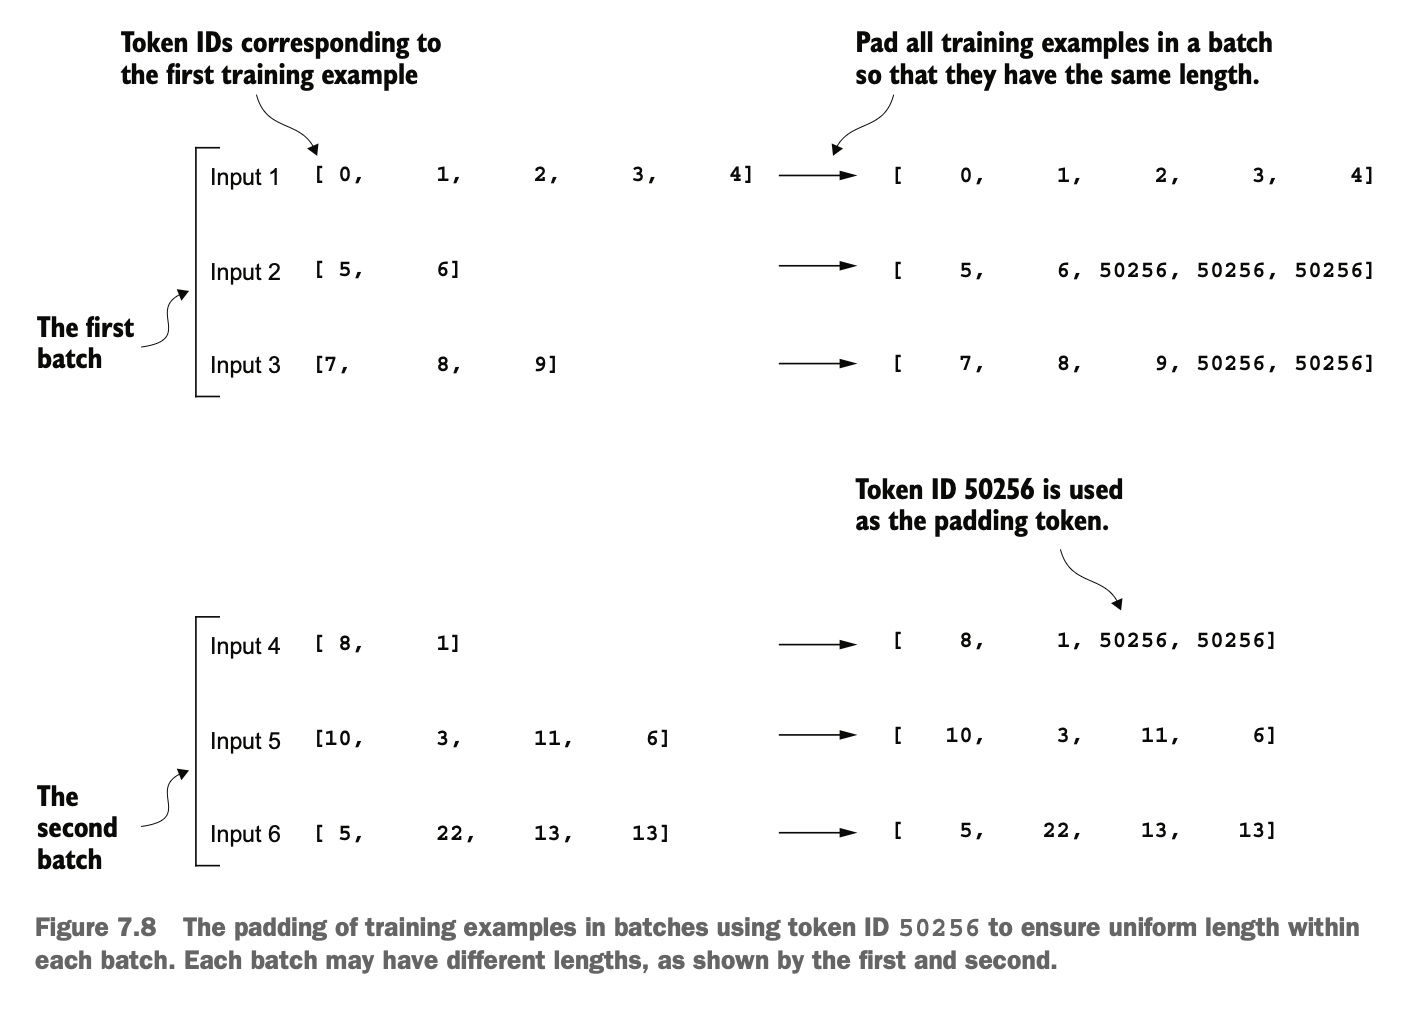 Token IDs corresponding to
the first training example
Pad all training examples in a batch
so that they have the same length.
Input 1 [ 0, 1, 2, 3, 4] [ 0, 1, 2, 3, 4]
Input 2 [ 5, 6] [ 5, 6, 50256, 50256, 50256]
The first
batch
Input 3 [7, 8, 9] [ 7, 8, 9, 50256, 50256]
Token ID 50256 is used
as the padding token.
Input 4 [ 8, 1] [ 8, 1, 50256, 50256]
Input 5 [10, 3, 11, 6] [ 10, 3, 11, 6]
The
second
batch
Input 6 [ 5, 22, 13, 13] [ 5, 22, 13, 13]
Figure 7.8 The padding of training examples in batches using token ID 50256 to ensure uniform length within
each batch. Each batch may have different lengths, as shown by the first and second.